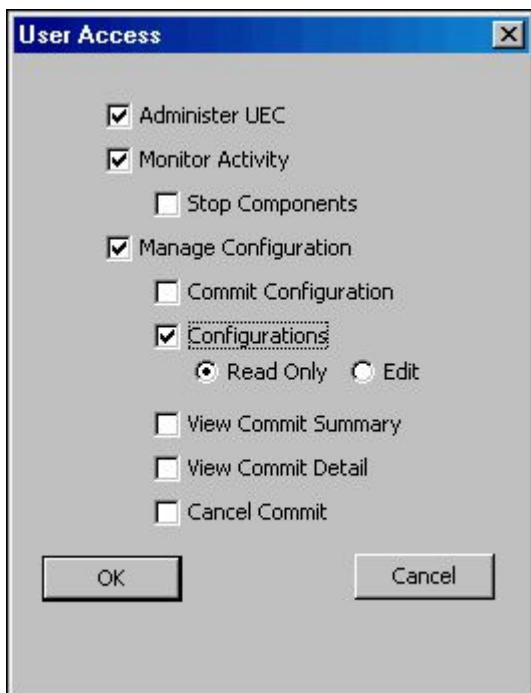 User Access
Administer UEC
Monitor Activity
Stop Components
Manage Configuration
Commit Configuration
Configurations
Read Only Edit
View Commit Summary
View Commit Detail
Cancel Commit
OK Cancel